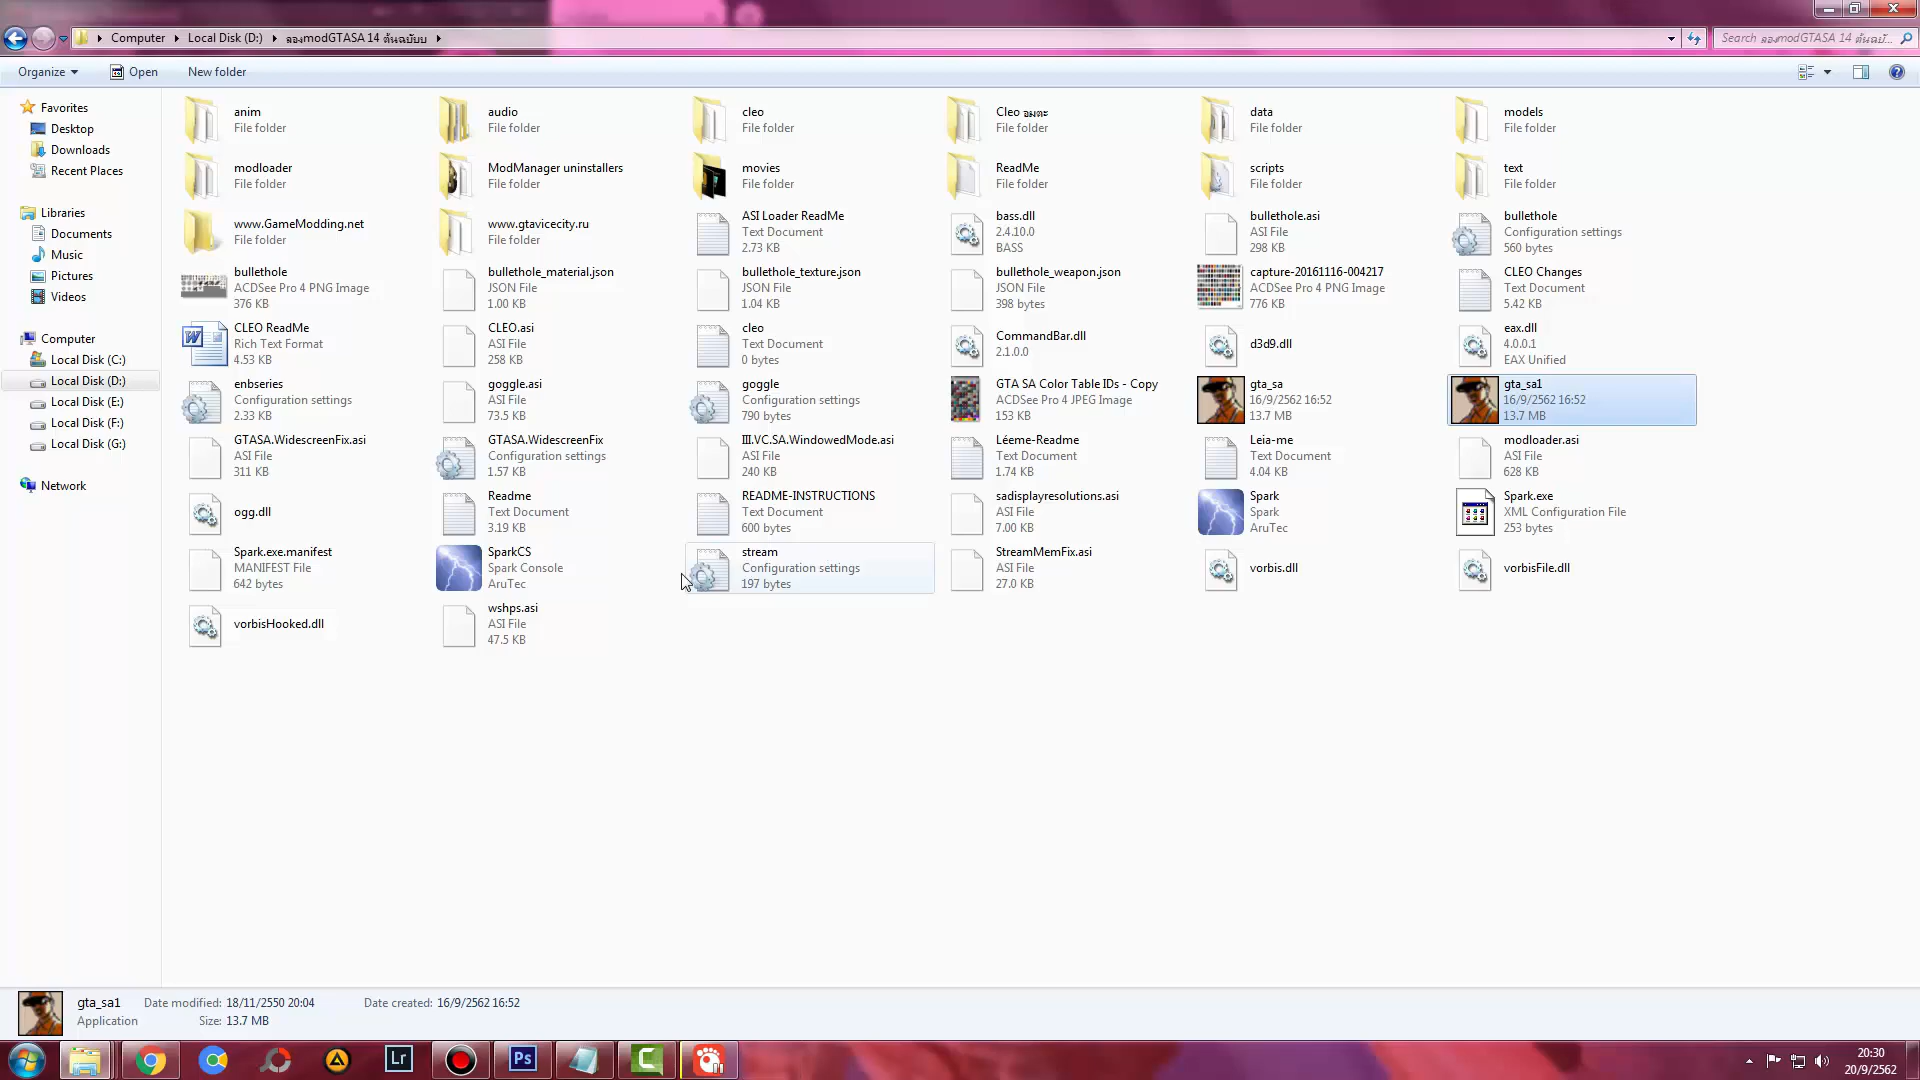 Computer
Local Disk (D:)
ลองmodGTASA 14 ต้นฉบับบ
Search ลองmodGTASA 14 ต้นฉบั...
Organize
Open
New folder
Favorites
Desktop
Downloads
Recent Places
Libraries
Documents
Music
Pictures
Videos
Computer
Local Disk (C:)
Local Disk (D:)
Local Disk (E:)
Local Disk (F:)
Local Disk (G:)
Network
anim
File folder
audio
File folder
cleo
File folder
Cleo อมตะ
File folder
data
File folder
models
File folder
modloader
File folder
ModManager uninstallers
File folder
movies
File folder
ReadMe
File folder
scripts
File folder
text
File folder
www.GameModding.net
File folder
www.gtavicecity.ru
File folder
ASI Loader ReadMe
Text Document
2.73 KB
bass.dll
2.4.10.0
BASS
bullethole.asi
ASI File
298 KB
bullethole
Configuration settings
560 bytes
bullethole
ACDSee Pro 4 PNG Image
376 KB
bullethole_material.json
JSON File
1.00 KB
bullethole_texture.json
JSON File
1.04 KB
bullethole_weapon.json
JSON File
398 bytes
capture-20161116-004217
ACDSee Pro 4 PNG Image
776 KB
CLEO Changes
Text Document
5.42 KB
CLEO ReadMe
Rich Text Format
4.53 KB
CLEO.asi
ASI File
258 KB
cleo
Text Document
0 bytes
CommandBar.dll
2.1.0.0
d3d9.dll
eax.dll
4.0.0.1
EAX Unified
enbseries
Configuration settings
2.33 KB
goggle.asi
ASI File
73.5 KB
goggle
Configuration settings
790 bytes
GTA SA Color Table IDs - Copy
ACDSee Pro 4 JPEG Image
153 KB
gta_sa
16/9/2562 16:52
13.7 MB
gta_sa1
16/9/2562 16:52
13.7 MB
GTASA.WidescreenFix.asi
ASI File
311 KB
GTASA.WidescreenFix
Configuration settings
1.57 KB
III.VC.SA.WindowedMode.asi
ASI File
240 KB
Léeme-Readme
Text Document
1.74 KB
Leia-me
Text Document
4.04 KB
modloader.asi
ASI File
628 KB
ogg.dll
Readme
Text Document
3.19 KB
README-INSTRUCTIONS
Text Document
600 bytes
sadisplayresolutions.asi
ASI File
7.00 KB
Spark
Spark
AruTec
Spark.exe
XML Configuration File
253 bytes
Spark.exe.manifest
MANIFEST File
642 bytes
SparkCS
Spark Console
AruTec
stream
Configuration settings
197 bytes
StreamMemFix.asi
ASI File
27.0 KB
vorbis.dll
vorbisFile.dll
vorbisHooked.dll
wshps.asi
ASI File
47.5 KB
gta_sa1 Date modified: 18/11/2550 20:04 Date created: 16/9/2562 16:52
Application Size: 13.7 MB
Lr
Ps
20:30
20/9/2562